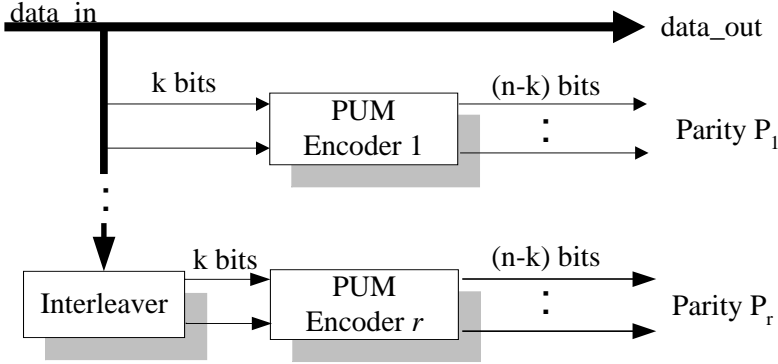 data_in
data_out
k bits
PUM
Encoder 1
(n-k) bits
Parity P1
k bits
Interleaver
PUM
Encoder r
(n-k) bits
Parity Pr